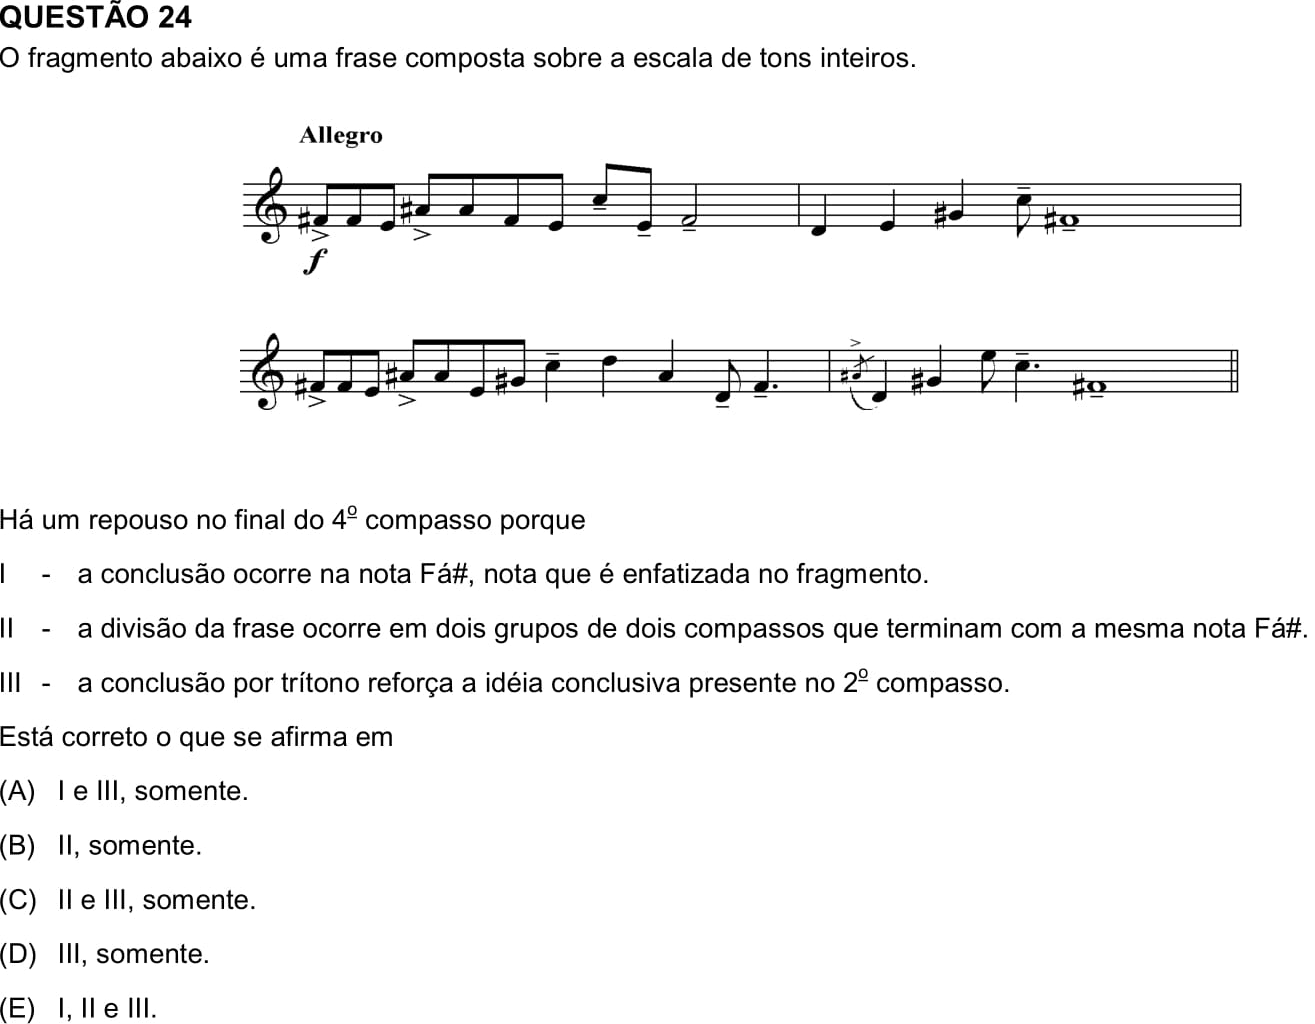 QUESTÃO 24
O fragmento abaixo é uma frase composta sobre a escala de tons inteiros.
Allegro
f
Há um repouso no final do 4º compasso porque
I - a conclusão ocorre na nota Fá#, nota que é enfatizada no fragmento.
II - a divisão da frase ocorre em dois grupos de dois compassos que terminam com a mesma nota Fá#.
III - a conclusão por trítono reforça a idéia conclusiva presente no 2º compasso.
Está correto o que se afirma em
(A) I e III, somente.
(B) II, somente.
(C) II e III, somente.
(D) III, somente.
(E) I, II e III.